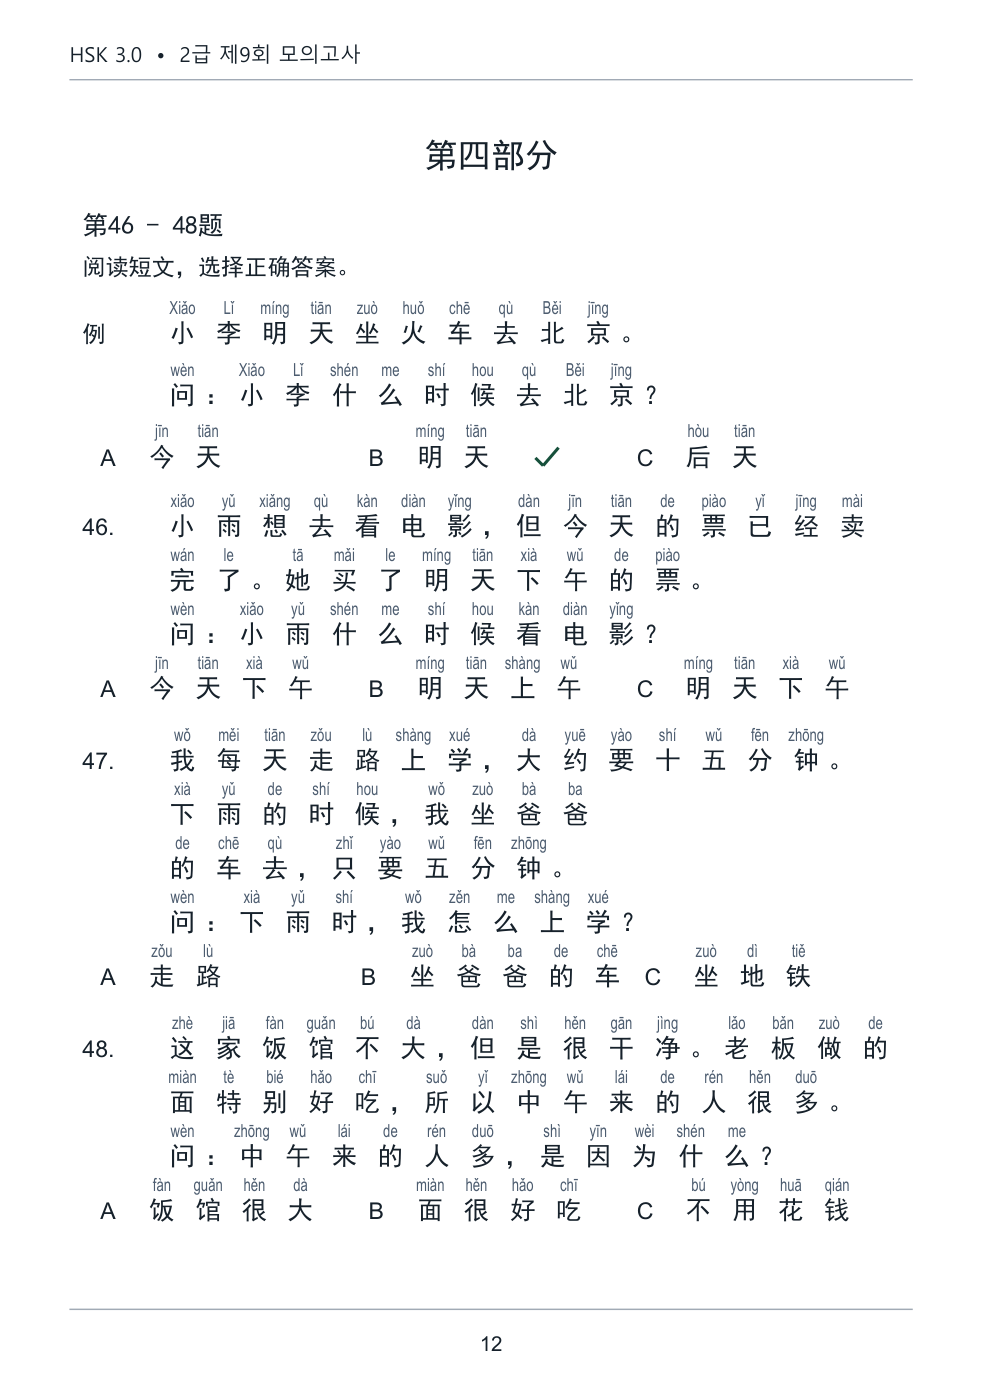 HSK 3.0 • 2급 제9회 모의고사
第四部分
第46 – 48题
阅读短文，选择正确答案。
Xiǎo Lǐ míng tiān zuò huǒ chē qù Běi jīng
例 小李明天坐火车去北京。
wèn Xiǎo Lǐ shén me shí hou qù Běi jīng
问：小李什么时候去北京？
jīn tiān míng tiān hòu tiān
A 今天 B 明天 ✓ C 后天
xiǎo yǔ xiǎng qù kàn diàn yǐng dàn jīn tiān de piào yǐ jīng mài
46. 小雨想去看电影，但今天的票已经卖
wán le tā mǎi le míng tiān xià wǔ de piào
完了。她买了明天下午的票。
wèn xiǎo yǔ shén me shí hou kàn diàn yǐng
问：小雨什么时候看电影？
jīn tiān xià wǔ míng tiān shàng wǔ míng tiān xià wǔ
A 今天下午 B 明天上午 C 明天下午
wǒ měi tiān zǒu lù shàng xué dà yuē yào shí wǔ fēn zhōng
47. 我每天走路上学，大约要十五分钟。
xià yǔ de shí hou wǒ zuò bà ba
下雨的时候，我坐爸爸
de chē qù zhǐ yào wǔ fēn zhōng
的车去，只要五分钟。
wèn xià yǔ shí wǒ zěn me shàng xué
问：下雨时，我怎么上学？
zǒu lù zuò bà ba de chē zuò dì tiě
A 走路 B 坐爸爸的车 C 坐地铁
zhè jiā fàn guǎn bú dà dàn shì hěn gān jìng lǎo bǎn zuò de
48. 这家饭馆不大，但是很干净。老板做的
miàn tè bié hǎo chī suǒ yǐ zhōng wǔ lái de rén hěn duō
面特别好吃，所以中午来的人很多。
wèn zhōng wǔ lái de rén duō shì yīn wèi shén me
问：中午来的人多，是因为什么？
fàn guǎn hěn dà miàn hěn hǎo chī bú yòng huā qián
A 饭馆很大 B 面很好吃 C 不用花钱
12